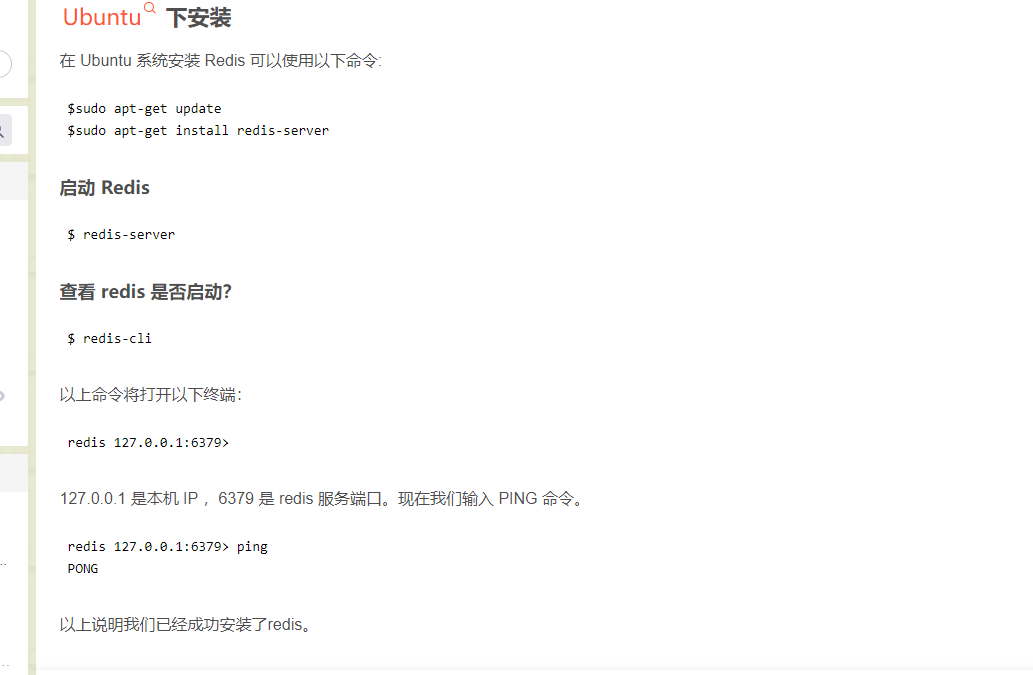 Ubuntu 下安装
在 Ubuntu 系统安装 Redis 可以使用以下命令:
$sudo apt-get update
$sudo apt-get install redis-server
启动 Redis
$ redis-server
查看 redis 是否启动?
$ redis-cli
以上命令将打开以下终端:
redis 127.0.0.1:6379>
127.0.0.1 是本机 IP ，6379 是 redis 服务端口。现在我们输入 PING 命令。
redis 127.0.0.1:6379> ping
PONG
以上说明我们已经成功安装了redis。